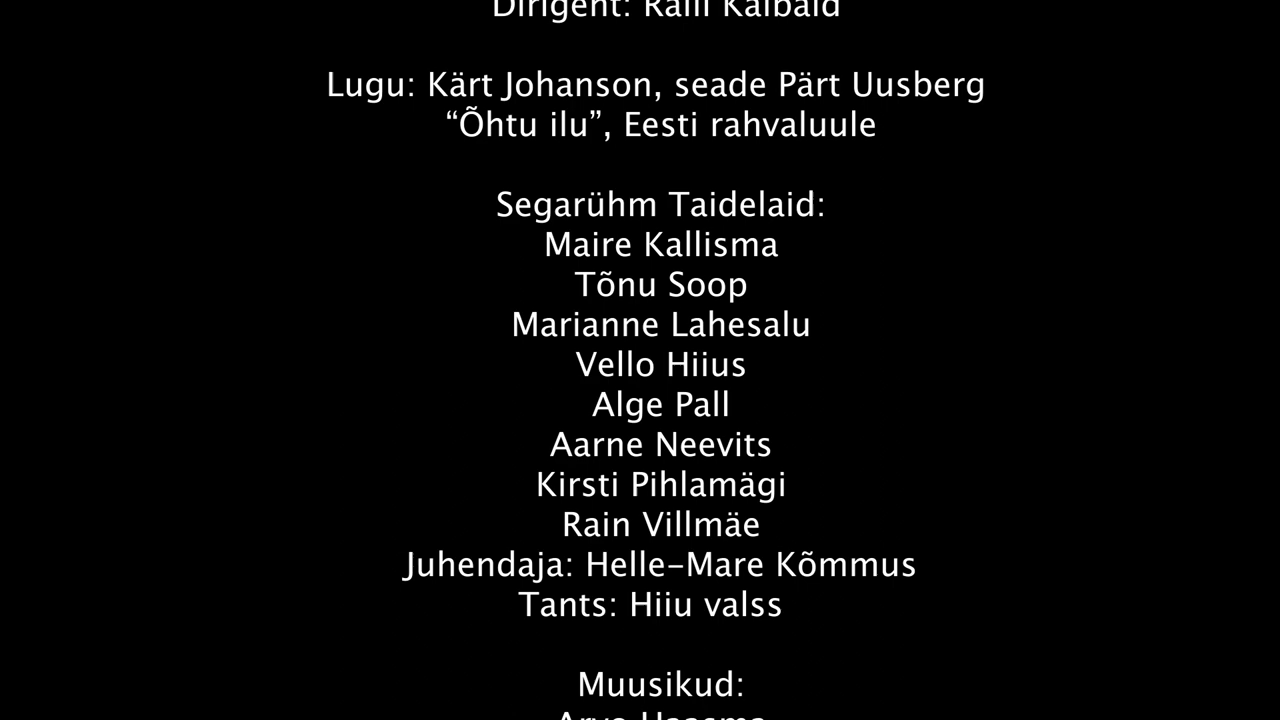 Dirigent:
Lugu: Kärt Johanson, seade Pärt Uusberg
“Õhtu ilu”, Eesti rahvaluule
Segarühm Taidelaid:
Maire Kallisma
Tõnu Soop
Marianne Lahesalu
Vello Hiius
Alge Pall
Aarne Neevits
Kirsti Pihlamägi
Rain Villmäe
Juhendaja: Helle-Mare Kõmmus
Tants: Hiiu valss
Muusikud: